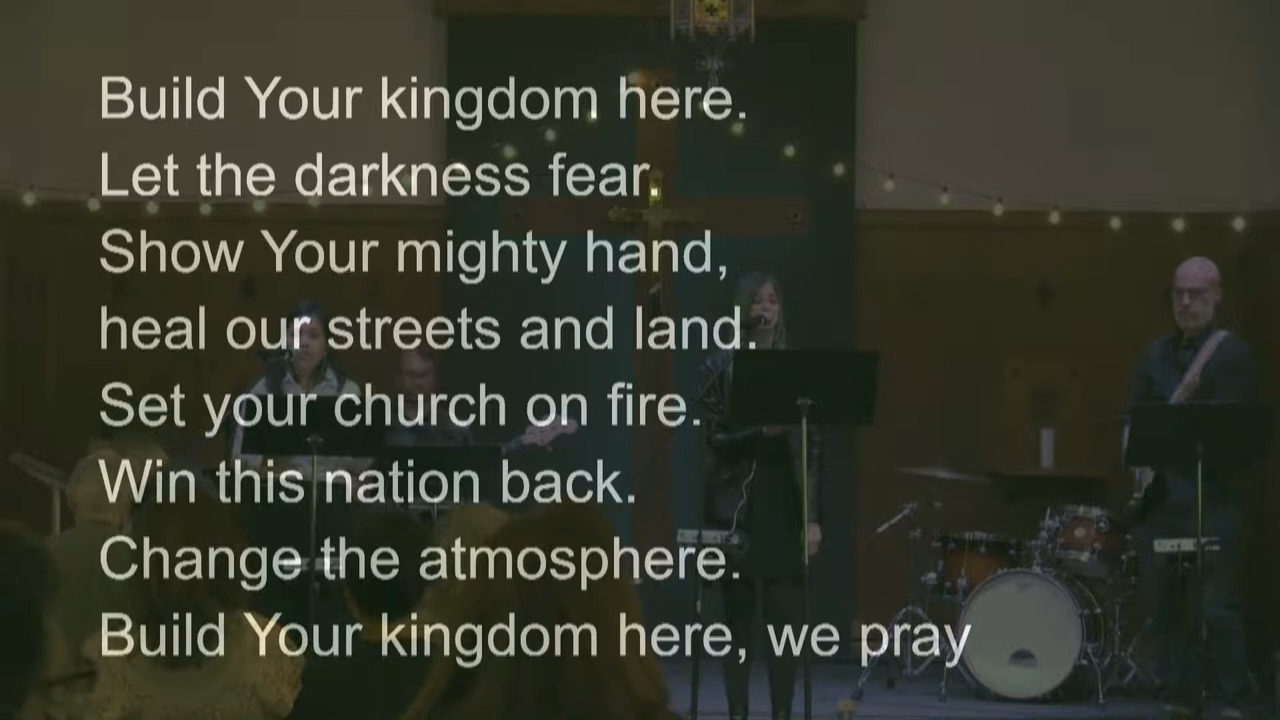 Build Your kingdom here.
Let the darkness fear.
Show Your mighty hand,
heal our streets and land.
Set your church on fire.
Win this nation back.
Change the atmosphere.
Build Your kingdom here, we pray